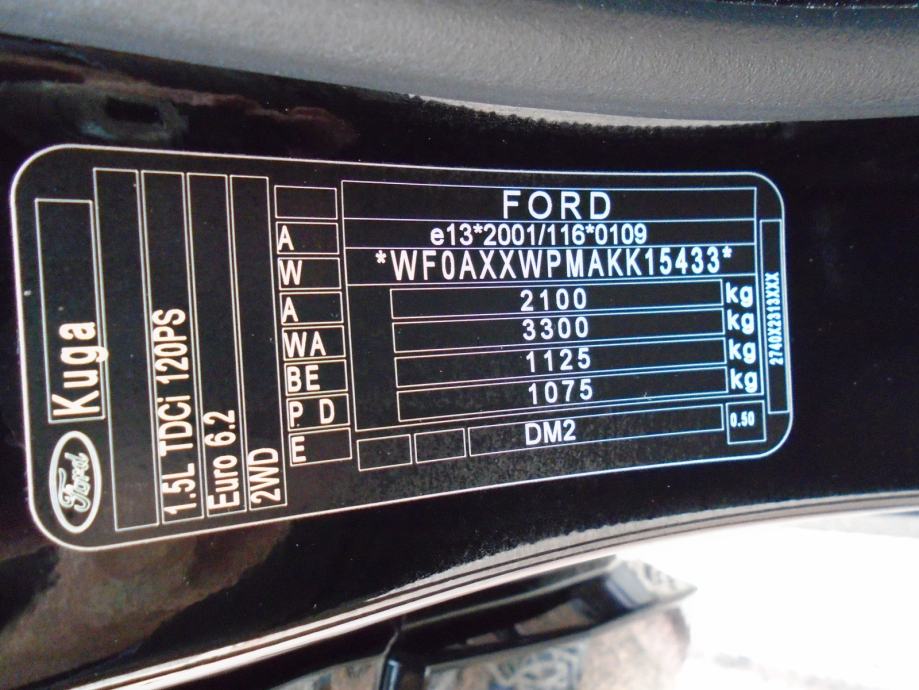 FORD
e13*2001/116*0109
*WF0AXXWPMAKK15433*
2100 kg
3300 kg
1125 kg
1075 kg
DM2
0.50
2740X2313XXX
A
W
A
WA
BE
P D
E
Ford
Kuga
1.5L TDCi 120PS
Euro 6.2
2WD